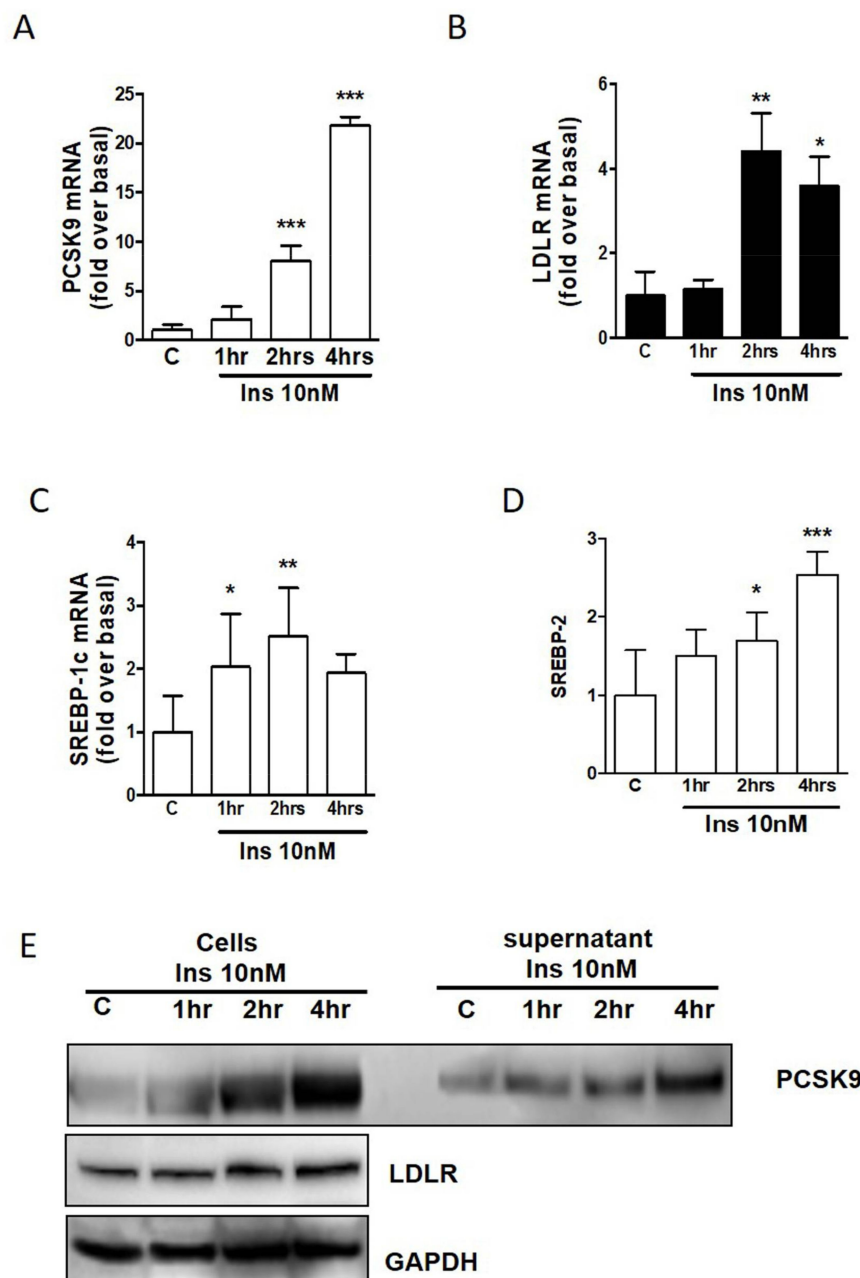 A
PCSK9 mRNA
(fold over basal)
25
20
15
10
5
0
***
***
C 1hr 2hrs 4hrs
Ins 10nM
B
LDLR mRNA
(fold over basal)
6
4
2
0
**
*
C 1hr 2hrs 4hrs
Ins 10nM
C
SREBP-1c mRNA
(fold over basal)
4
3
2
1
0
*
**
C 1hr 2hrs 4hrs
Ins 10nM
D
SREBP-2
3
2
1
0
*
***
C 1hr 2hrs 4hrs
Ins 10nM
E
Cells
Ins 10nM
C 1hr 2hr 4hr
supernatant
Ins 10nM
C 1hr 2hr 4hr
PCSK9
LDLR
GAPDH